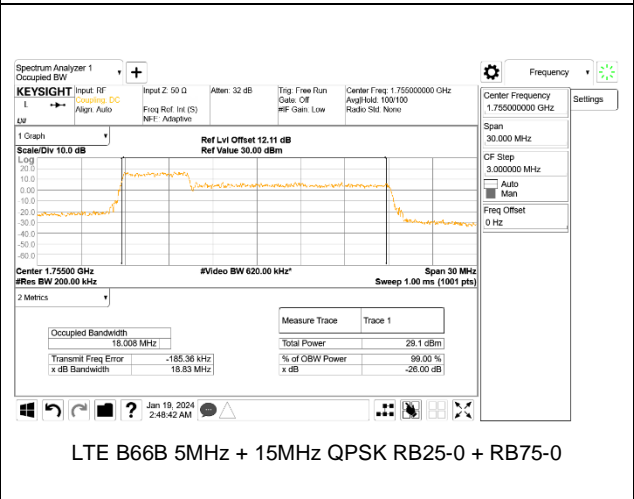 Spectrum Analyzer 1
Occupied BW
Frequency
KEYSIGHT Input: RF Input Z: 50 Ω Atten: 32 dB Trig: Free Run Center Freq: 1.755000000 GHz
L Coupling: DC Gate: Off Avg|Hold: 100/100
Align: Auto Freq Ref: Int (S) #IF Gain: Low Radio Std: None
NFE: Adaptive
Center Frequency
1.755000000 GHz
Settings
Span
30.000 MHz
CF Step
3.000000 MHz
Auto
Man
Freq Offset
0 Hz
1 Graph
Ref Lvl Offset 12.11 dB
Scale/Div 10.0 dB Ref Value 30.00 dBm
Log
20.0
10.0
0.00
-10.0
-20.0
-30.0
-40.0
-50.0
-60.0
Center 1.75500 GHz #Video BW 620.00 kHz* Span 30 MHz
#Res BW 200.00 kHz Sweep 1.00 ms (1001 pts)
2 Metrics
Measure Trace Trace 1
Occupied Bandwidth
18.008 MHz Total Power 29.1 dBm
Transmit Freq Error -185.36 kHz % of OBW Power 99.00 %
x dB Bandwidth 18.83 MHz x dB -26.00 dB
Jan 19, 2024
2:48:42 AM
LTE B66B 5MHz + 15MHz QPSK RB25-0 + RB75-0